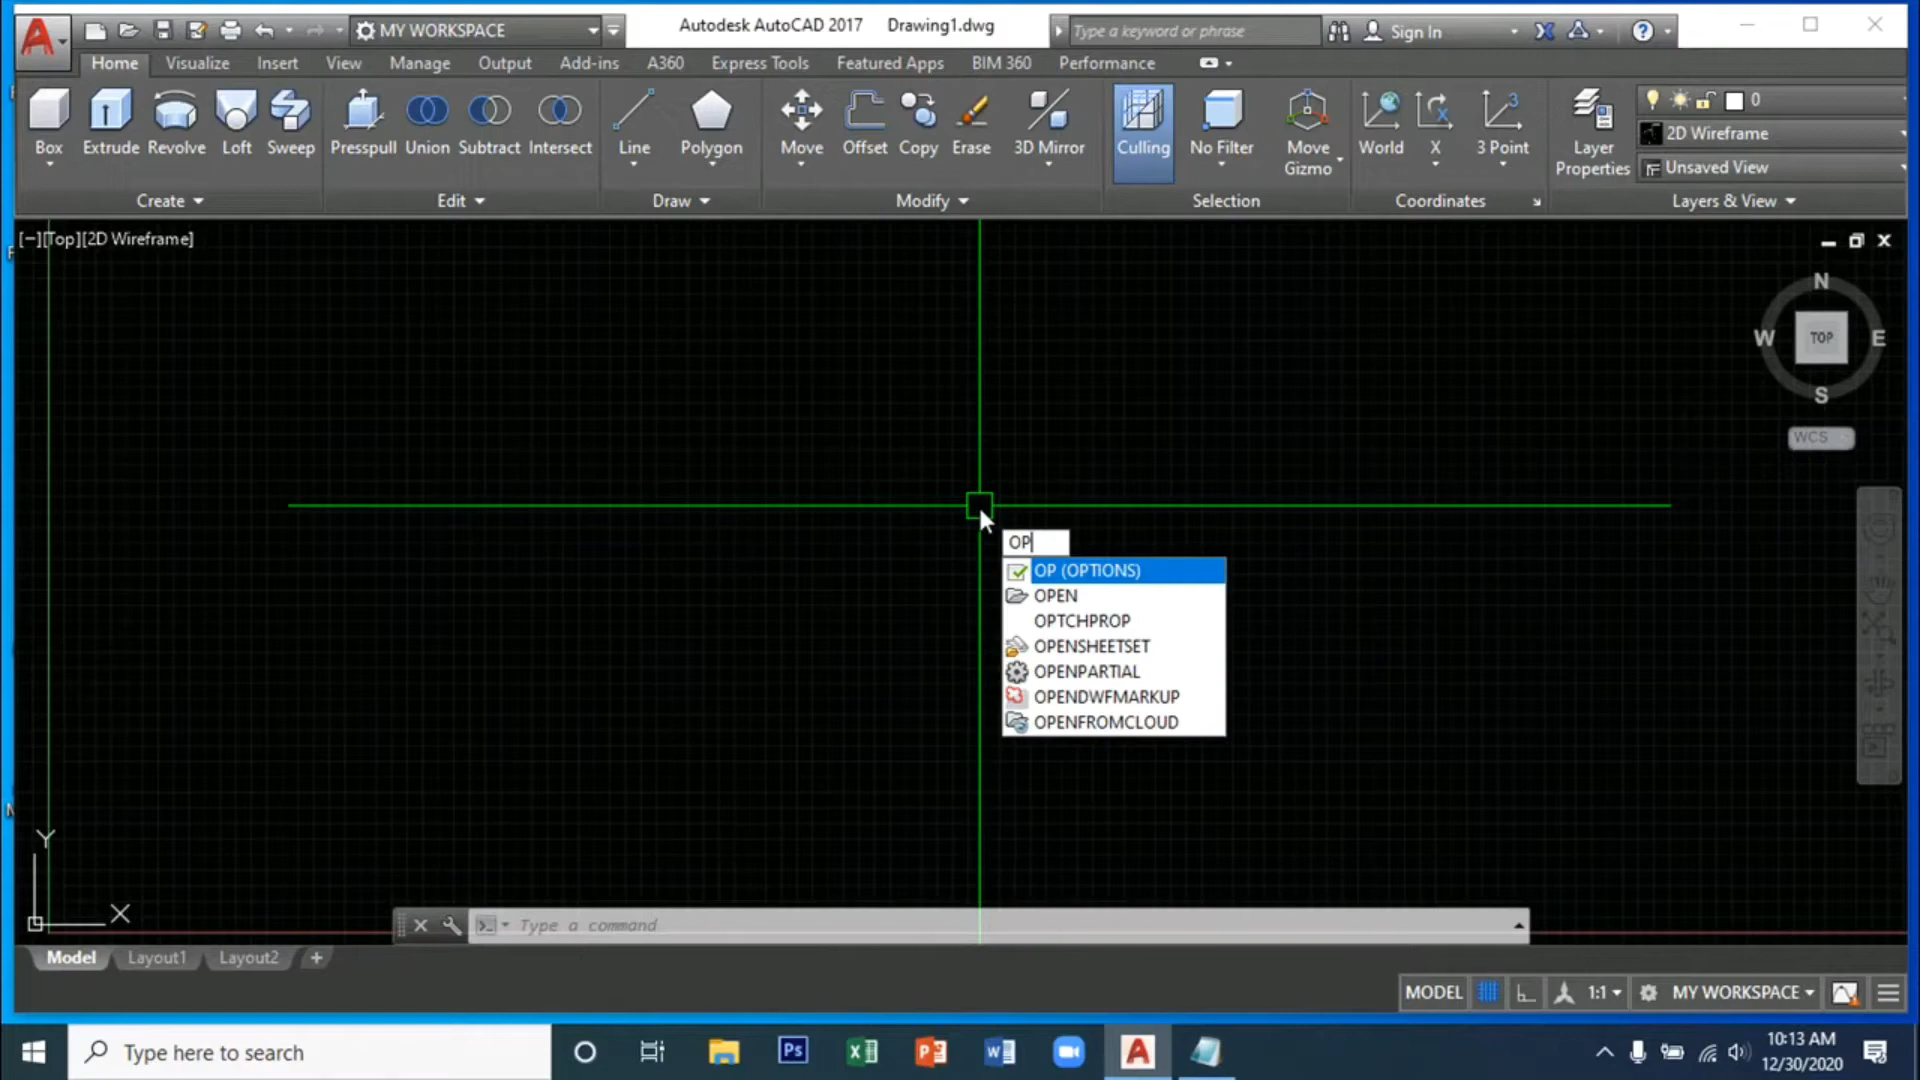 MY WORKSPACE
Autodesk AutoCAD 2017 Drawing1.dwg
Type a keyword or phrase
Sign In
Home Visualize Insert View Manage Output Add-ins A360 Express Tools Featured Apps BIM 360 Performance
Box Extrude Revolve Loft Sweep Presspull Union Subtract Intersect Line Polygon Move Offset Copy Erase 3D Mirror Culling No Filter Move Gizmo World X 3 Point Layer Properties
0
2D Wireframe
Unsaved View
Create Edit Draw Modify Selection Coordinates Layers & View
[−][Top][2D Wireframe]
N
W TOP E
S
WCS
OP
OP (OPTIONS)
OPEN
OPTCHPROP
OPENSHEETSET
OPENPARTIAL
OPENDWFMARKUP
OPENFROMCLOUD
Y
X
Type a command
Model Layout1 Layout2 +
MODEL 1:1 MY WORKSPACE
Type here to search
Ps
10:13 AM
12/30/2020